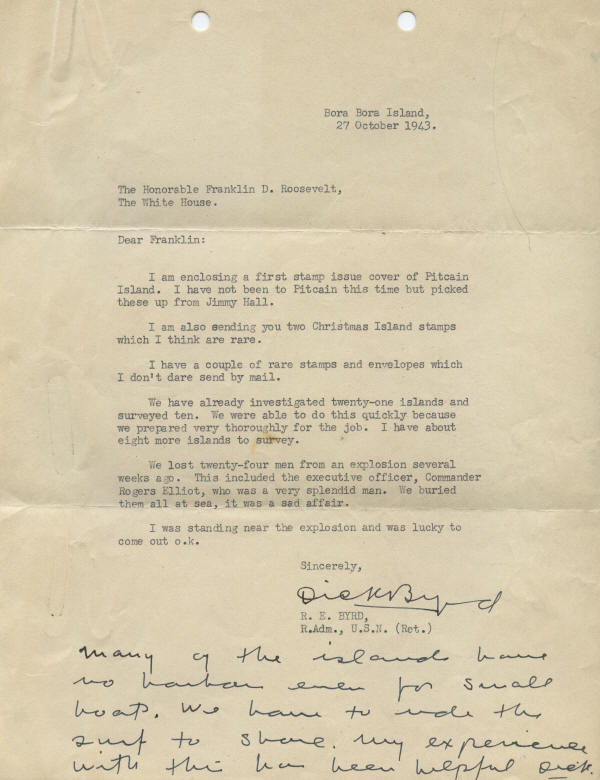 Bora Bora Island,
27 October 1943.
The Honorable Franklin D. Roosevelt,
The White House.
Dear Franklin:
I am enclosing a first stamp issue cover of Pitcain
Island. I have not been to Pitcain this time but picked
these up from Jimmy Hall.
I am also sending you two Christmas Island stamps
which I think are rare.
I have a couple of rare stamps and envelopes which
I don't dare send by mail.
We have already investigated twenty-one islands and
surveyed ten. We were able to do this quickly because
we prepared very thoroughly for the job. I have about
eight more islands to survey.
We lost twenty-four men from an explosion several
weeks ago. This included the executive officer, Commander
Rogers Elliot, who was a very splendid man. We buried
them all at sea, it was a sad affair.
I was standing near the explosion and was lucky to
come out o.k.
Sincerely,
Dick Byrd
R. E. BYRD,
R.Adm., U.S.N. (Ret.)
Many of the islands have
no harbors even for small
boats. We have to ride the
surf to shore. My experience
with this has been helpful Dick.